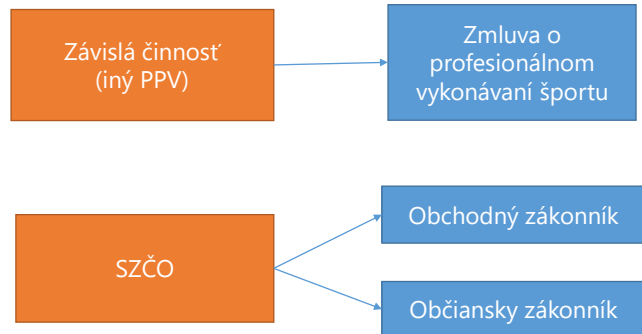 Závislá činnosť
(iný PPV)
Zmluva o
profesionálnom
vykonávaní športu
SZČO
Obchodný zákonník
Občiansky zákonník